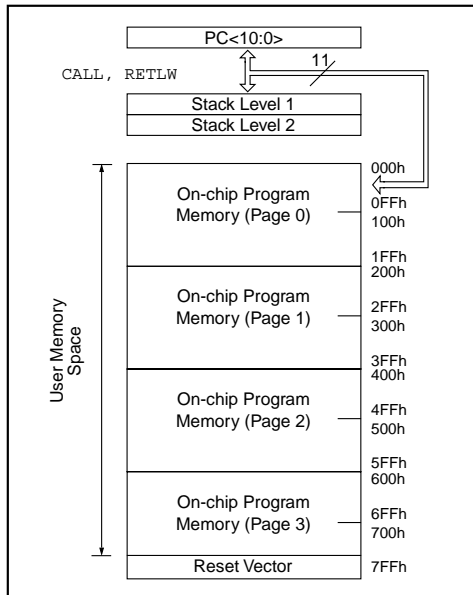 PC<10:0>
CALL, RETLW
11
Stack Level 1
Stack Level 2
000h
On-chip Program
Memory (Page 0)
0FFh
100h
1FFh
200h
On-chip Program
Memory (Page 1)
2FFh
300h
3FFh
400h
User Memory
Space
On-chip Program
Memory (Page 2)
4FFh
500h
5FFh
600h
On-chip Program
Memory (Page 3)
6FFh
700h
Reset Vector
7FFh